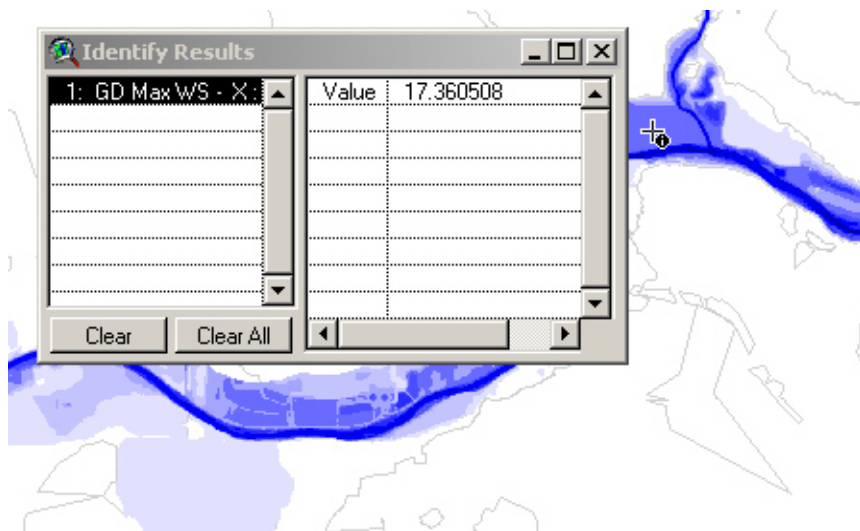 Identify Results
1: GD Max WS - X :
Value 17.360508
Clear Clear All